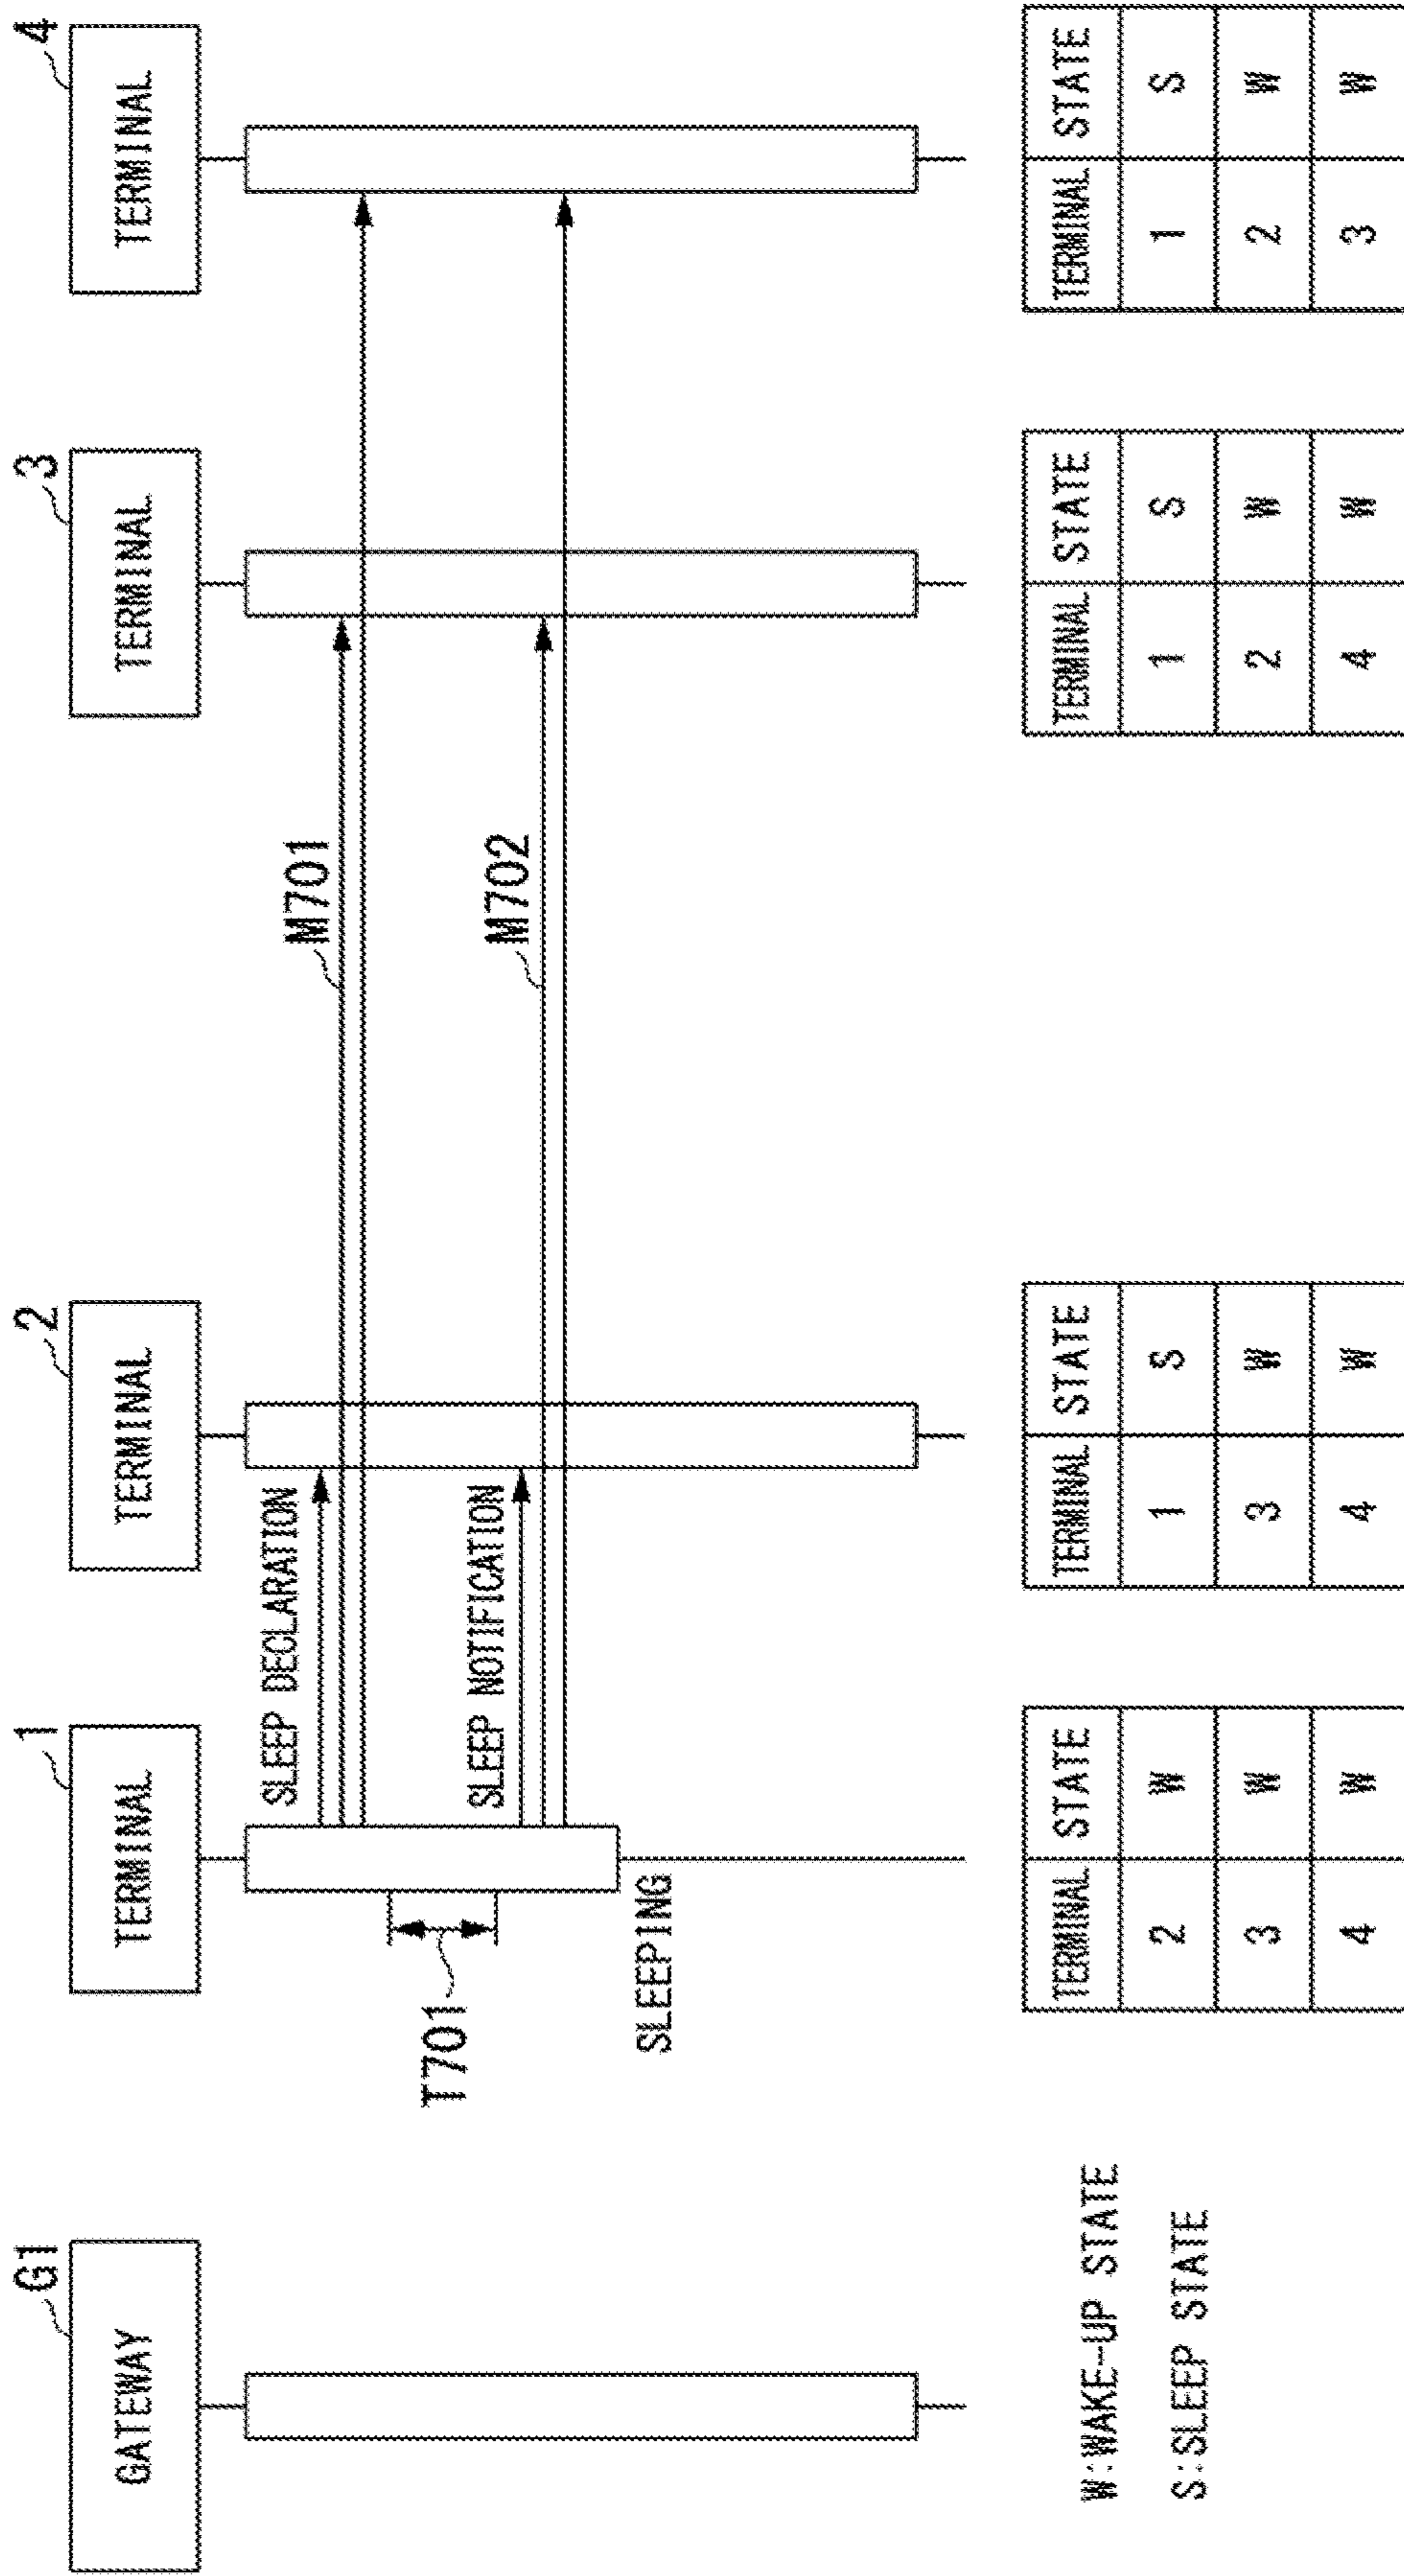 G1
1
2
3
4
GATEWAY
TERMINAL
TERMINAL
TERMINAL
TERMINAL
SLEEP DECLARATION
M701
T701
SLEEP NOTIFICATION
M702
SLEEPING
W:WAKE-UP STATE
S:SLEEP STATE
TERMINAL STATE
2 W
3 W
4 W
TERMINAL STATE
1 S
3 W
4 W
TERMINAL STATE
1 S
2 W
4 W
TERMINAL STATE
1 S
2 W
3 W